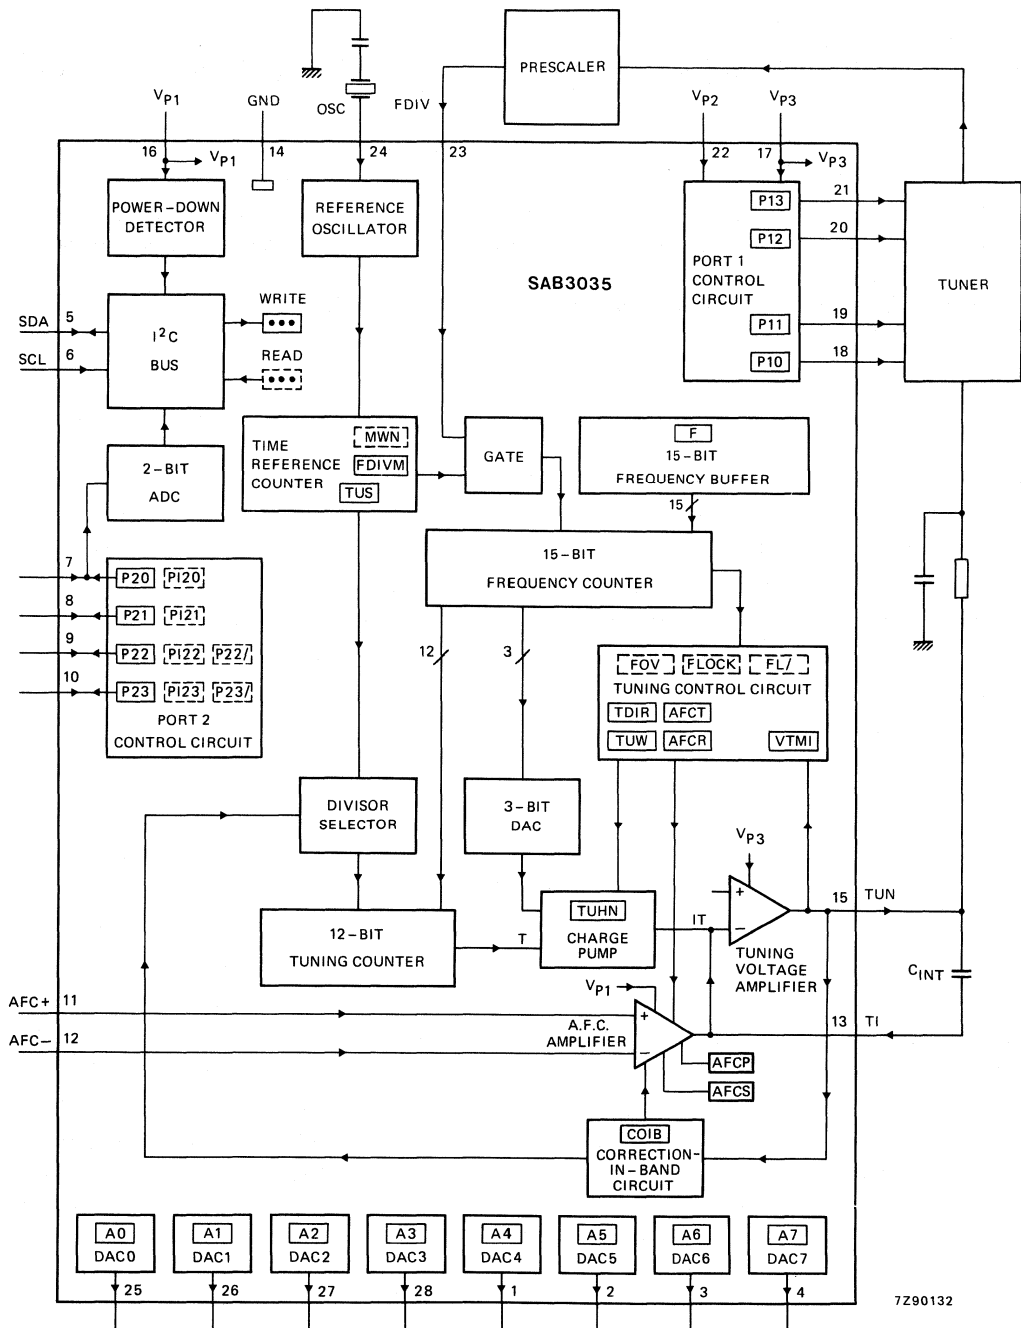 PRESCALER
VP1
GND
OSC
FDIV
VP2
VP3
16
VP1
14
24
23
22
17
VP3
POWER-DOWN
DETECTOR
REFERENCE
OSCILLATOR
P13
21
P12
20
PORT 1
CONTROL
CIRCUIT
P11
19
P10
18
TUNER
SAB3035
SDA
5
SCL
6
I2C
BUS
WRITE
READ
2-BIT
ADC
TIME
REFERENCE
COUNTER
MWN
FDIVM
TUS
GATE
F
15-BIT
FREQUENCY BUFFER
15
15-BIT
FREQUENCY COUNTER
7
P20 PI20
8
P21 PI21
9
P22 PI22 P22/
10
P23 PI23 P23/
PORT 2
CONTROL CIRCUIT
12
3
FOV FLOCK FL/
TUNING CONTROL CIRCUIT
TDIR AFCT
TUW AFCR VTMI
DIVISOR
SELECTOR
3-BIT
DAC
VP3
12-BIT
TUNING COUNTER
T
TUHN
CHARGE
PUMP
IT
+
−
TUNING
VOLTAGE
AMPLIFIER
15
TUN
CINT
VP1
AFC+
11
AFC−
12
A.F.C.
AMPLIFIER
+
−
13
TI
AFCP
AFCS
COIB
CORRECTION-
IN-BAND
CIRCUIT
A0
DAC0
A1
DAC1
A2
DAC2
A3
DAC3
A4
DAC4
A5
DAC5
A6
DAC6
A7
DAC7
25
26
27
28
1
2
3
4
7Z90132